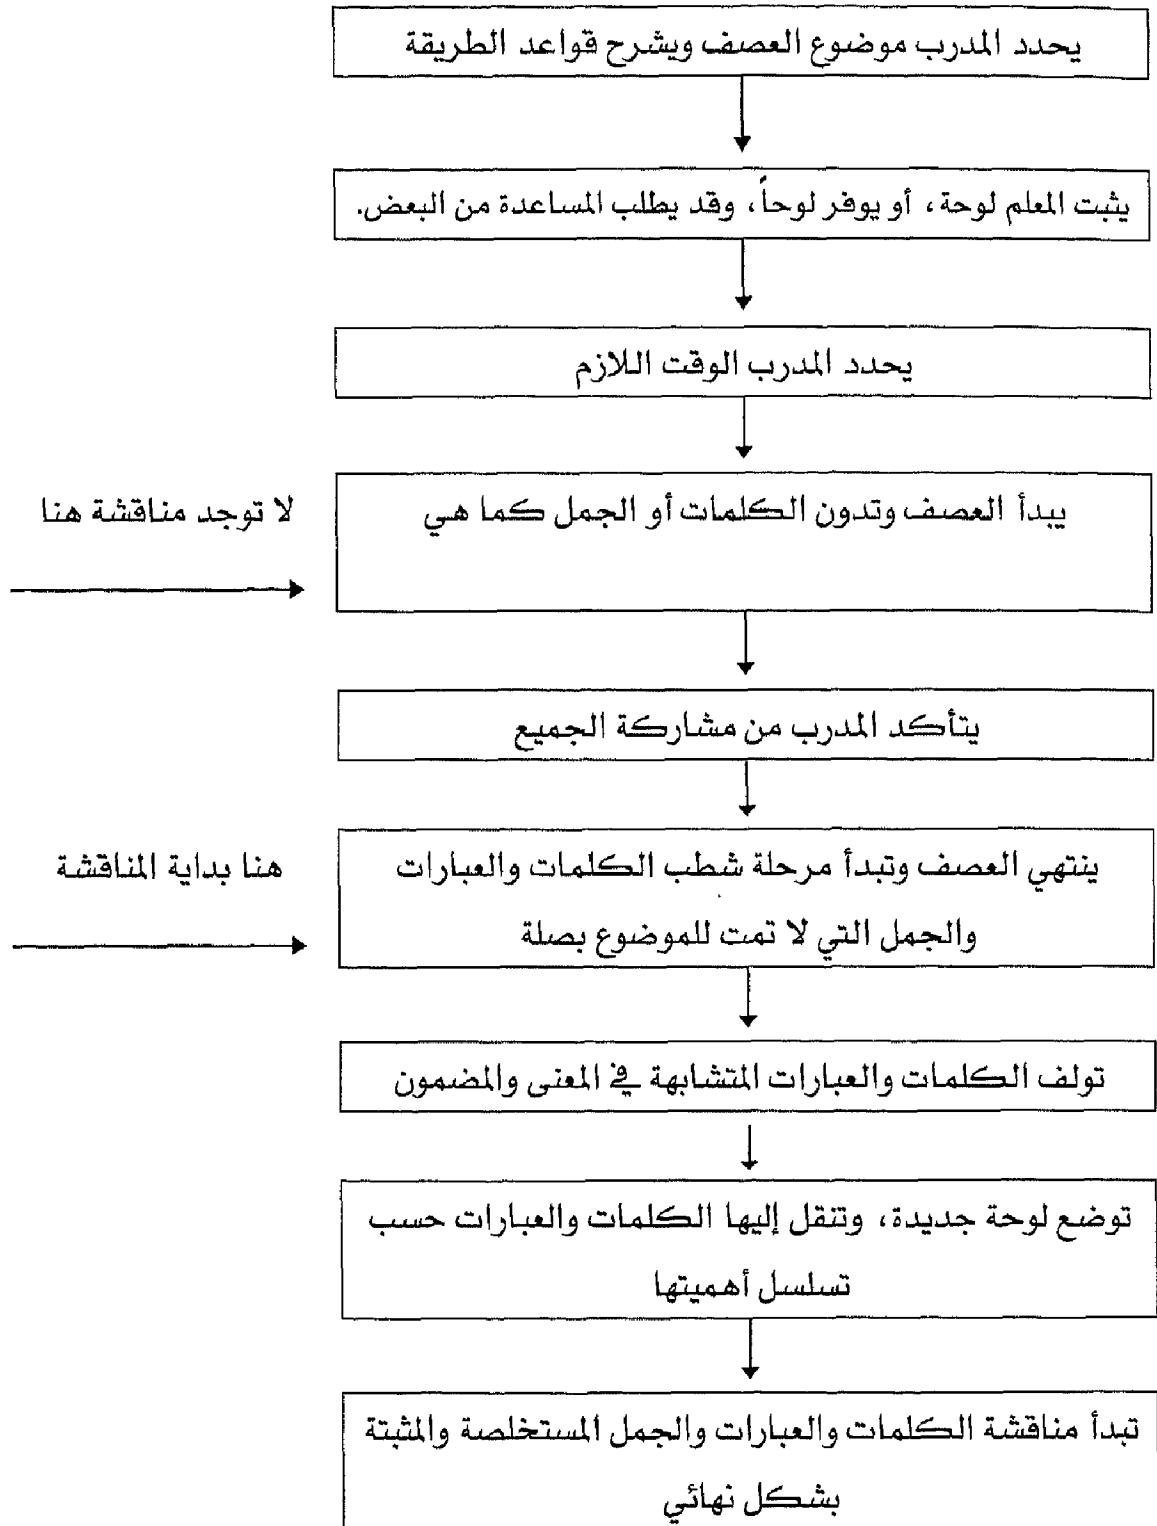 يحدد المدرب موضوع العصف ويشرح قواعد الطريقة
يثبت المعلم لوحة، أو يوفر لوحاً، وقد يطلب المساعدة من البعض.
يحدد المدرب الوقت اللازم
يبدأ العصف وتدون الكلمات أو الجمل كما هي
لا توجد مناقشة هنا
يتأكد المدرب من مشاركة الجميع
ينتهي العصف وتبدأ مرحلة شطب الكلمات والعبارات
والجمل التي لا تمت للموضوع بصلة
هنا بداية المناقشة
تولف الكلمات والعبارات المتشابهة في المعنى والمضمون
توضع لوحة جديدة، وتنقل إليها الكلمات والعبارات حسب
تسلسل أهميتها
تبدأ مناقشة الكلمات والعبارات والجمل المستخلصة والمثبتة
بشكل نهائي